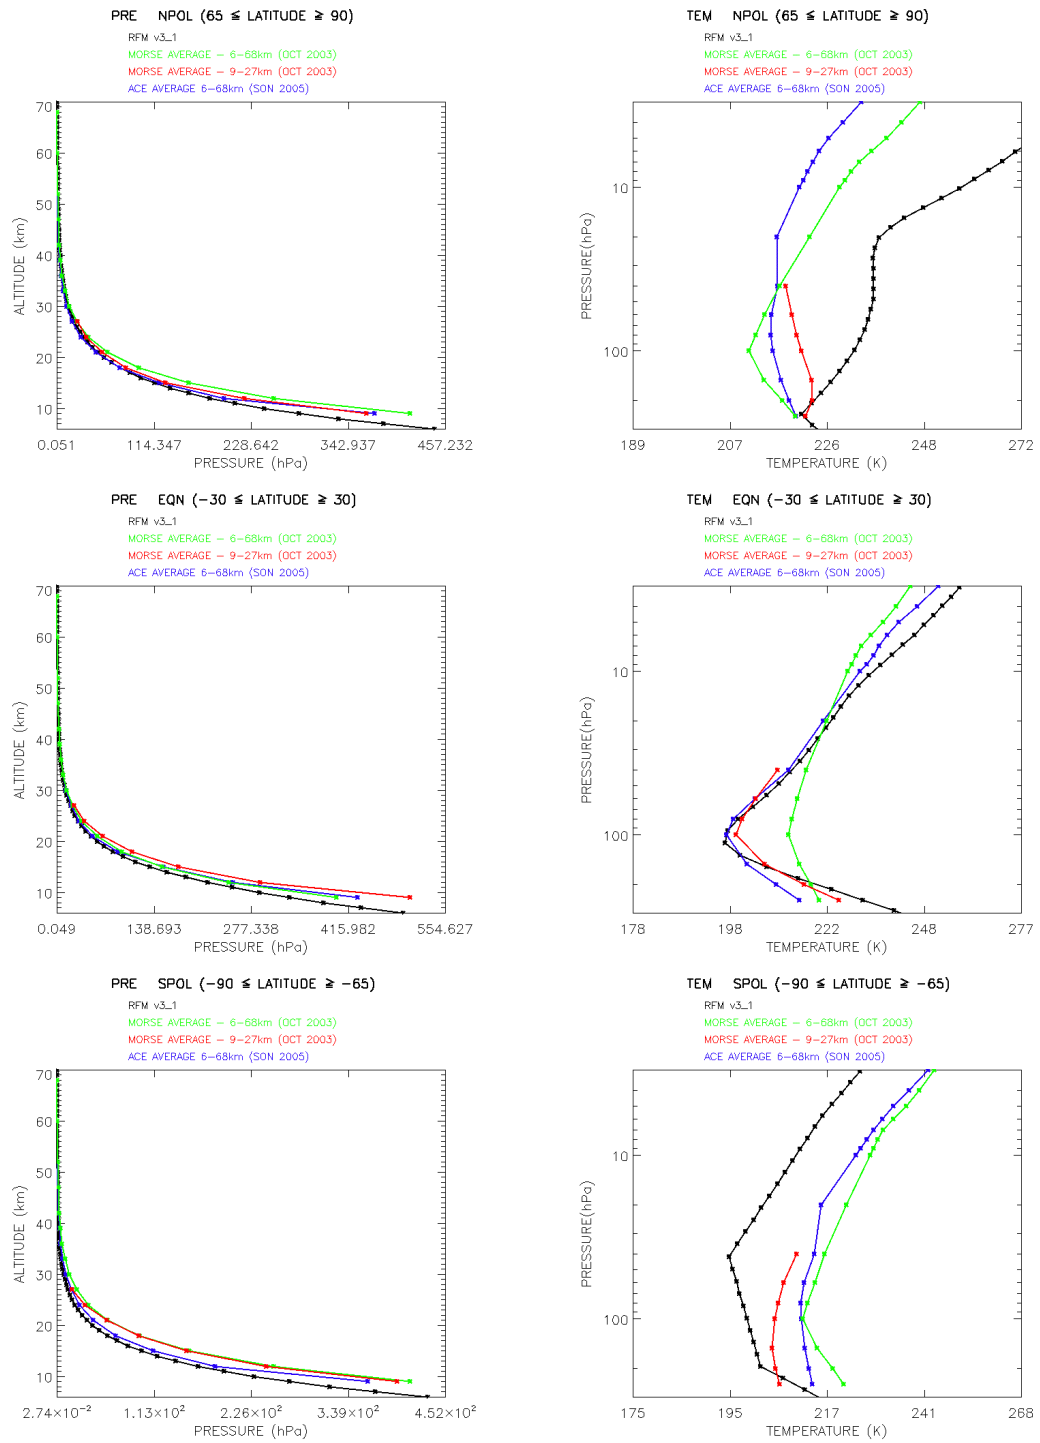 PRE NPOL (65 ≦ LATITUDE ≧ 90)
RFM v3_1
MORSE AVERAGE – 6–68km (OCT 2003)
MORSE AVERAGE – 9–27km (OCT 2003)
ACE AVERAGE 6–68km (SON 2005)
70
60
50
40
30
20
10
ALTITUDE (km)
0.051 114.347 228.642 342.937 457.232
PRESSURE (hPa)
TEM NPOL (65 ≦ LATITUDE ≧ 90)
RFM v3_1
MORSE AVERAGE – 6–68km (OCT 2003)
MORSE AVERAGE – 9–27km (OCT 2003)
ACE AVERAGE 6–68km (SON 2005)
10
100
PRESSURE(hPa)
189 207 226 248 272
TEMPERATURE (K)
PRE EQN (–30 ≦ LATITUDE ≧ 30)
RFM v3_1
MORSE AVERAGE – 6–68km (OCT 2003)
MORSE AVERAGE – 9–27km (OCT 2003)
ACE AVERAGE 6–68km (SON 2005)
70
60
50
40
30
20
10
ALTITUDE (km)
0.049 138.693 277.338 415.982 554.627
PRESSURE (hPa)
TEM EQN (–30 ≦ LATITUDE ≧ 30)
RFM v3_1
MORSE AVERAGE – 6–68km (OCT 2003)
MORSE AVERAGE – 9–27km (OCT 2003)
ACE AVERAGE 6–68km (SON 2005)
10
100
PRESSURE(hPa)
178 198 222 248 277
TEMPERATURE (K)
PRE SPOL (–90 ≦ LATITUDE ≧ –65)
RFM v3_1
MORSE AVERAGE – 6–68km (OCT 2003)
MORSE AVERAGE – 9–27km (OCT 2003)
ACE AVERAGE 6–68km (SON 2005)
70
60
50
40
30
20
10
ALTITUDE (km)
2.74×10⁻² 1.13×10² 2.26×10² 3.39×10² 4.52×10²
PRESSURE (hPa)
TEM SPOL (–90 ≦ LATITUDE ≧ –65)
RFM v3_1
MORSE AVERAGE – 6–68km (OCT 2003)
MORSE AVERAGE – 9–27km (OCT 2003)
ACE AVERAGE 6–68km (SON 2005)
10
100
PRESSURE(hPa)
175 195 217 241 268
TEMPERATURE (K)